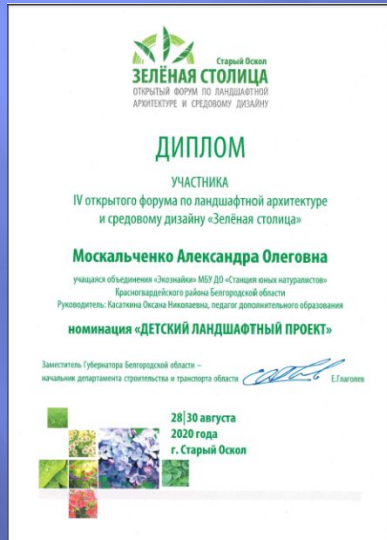 Старый Оскол
ЗЕЛЁНАЯ СТОЛИЦА
ОТКРЫТЫЙ ФОРУМ ПО ЛАНДШАФТНОЙ
АРХИТЕКТУРЕ И СРЕДОВОМУ ДИЗАЙНУ
ДИПЛОМ
УЧАСТНИКА
IV открытого форума по ландшафтной архитектуре
и средовому дизайну «Зелёная столица»
Москальченко Александра Олеговна
учащаяся объединения «Экознайки» МБУ ДО «Станция юных натуралистов»
Красногвардейского района Белгородской области
Руководитель: Касаткина Оксана Николаевна, педагог дополнительного образования
номинация «ДЕТСКИЙ ЛАНДШАФТНЫЙ ПРОЕКТ»
Заместитель Губернатора Белгородской области –
начальник департамента строительства и транспорта области Е.Глаголев
28|30 августа
2020 года
г. Старый Оскол